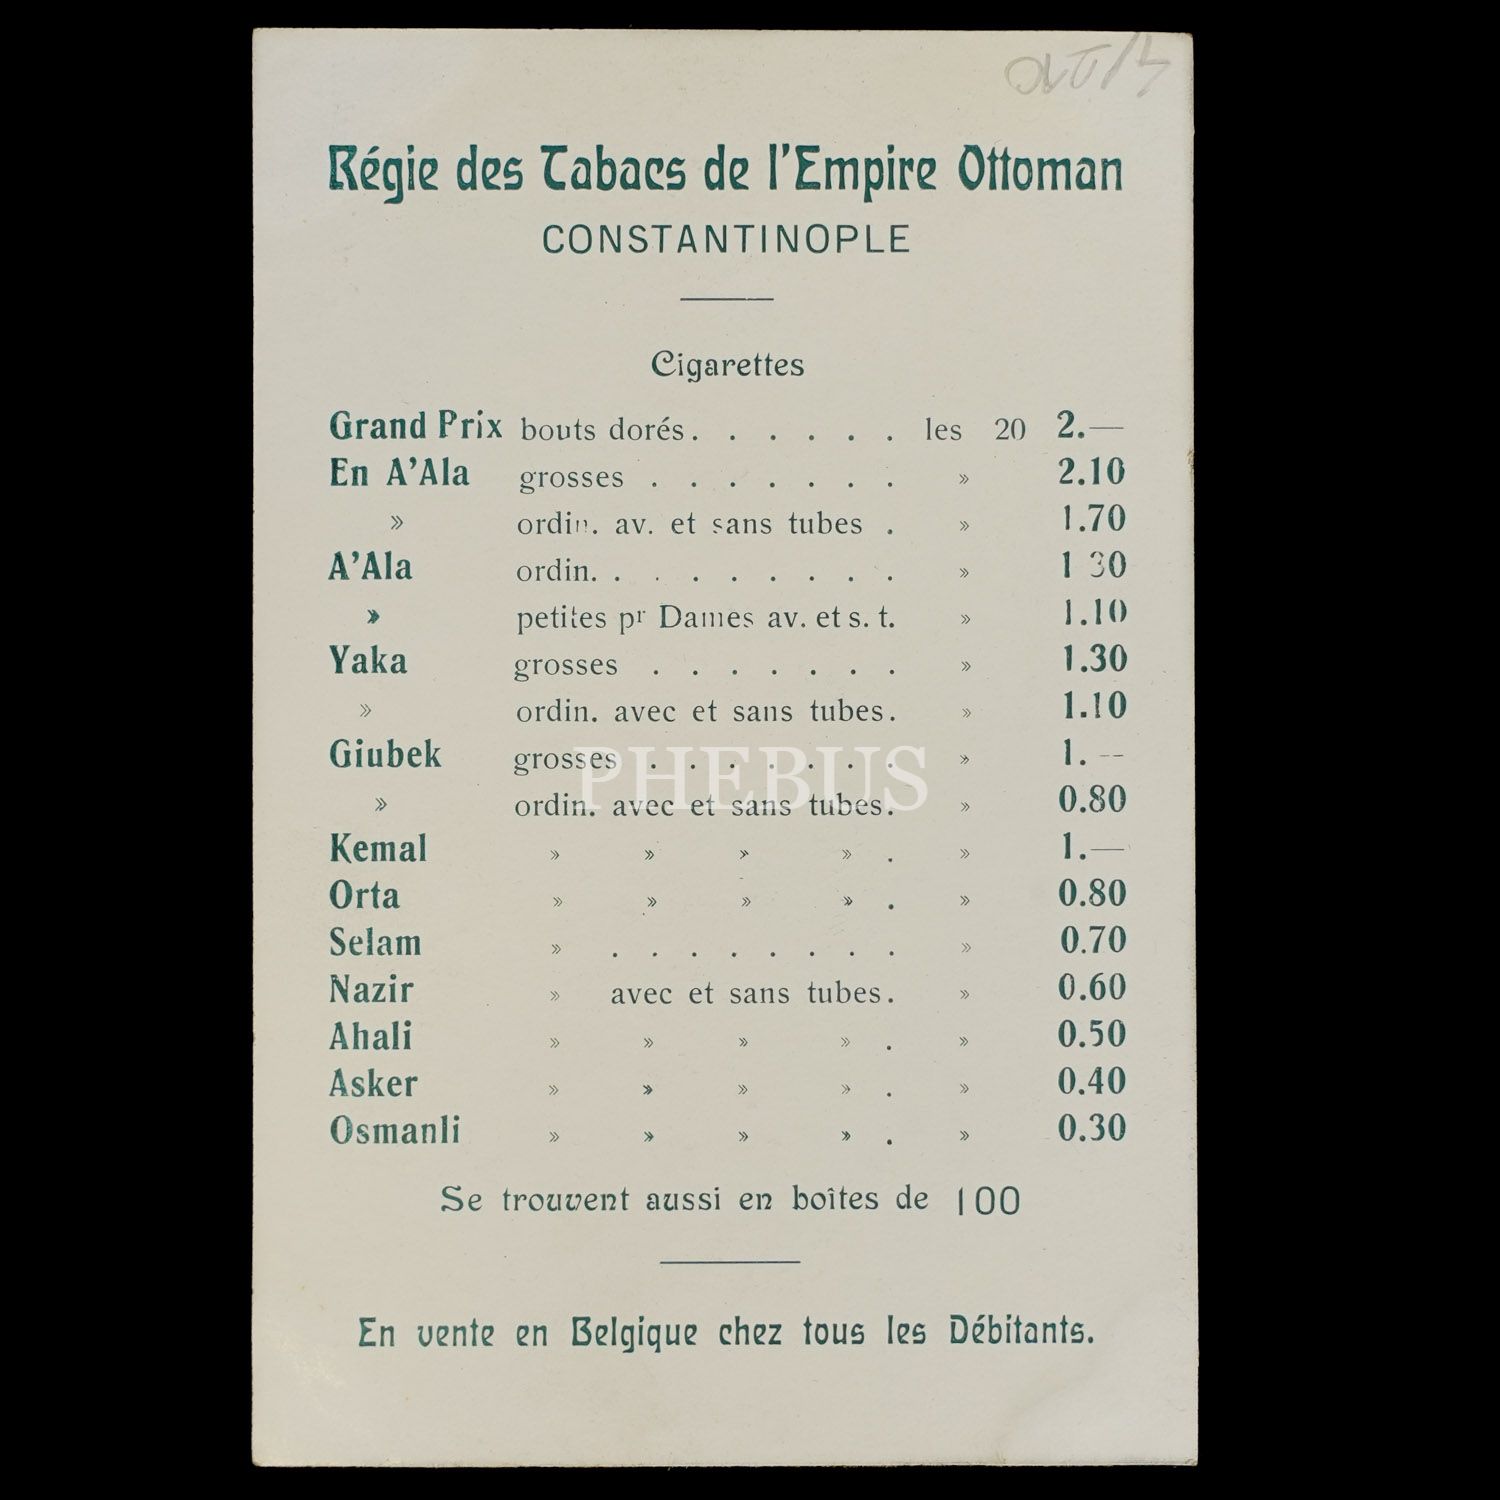 Régie des Tabacs de l'Empire Ottoman
CONSTANTINOPLE
Cigarettes
Grand Prix bouts dorés. . . . . . les 20 2.—
En A'Ala grosses . . . . . . . » 2.10
» ordin. av. et sans tubes . » 1.70
A'Ala ordin. . . . . . . . . » 1 30
» petites pr Dames av. et s. t. » 1.10
Yaka grosses . . . . . . . » 1.30
» ordin. avec et sans tubes. » 1.10
Giubek grosses . . . . . . . » 1. —
» ordin. avec et sans tubes. » 0.80
PHEBUS
Kemal » » » » . » 1.—
Orta » » » » . » 0.80
Selam » . . . . . . . . » 0.70
Nazir » avec et sans tubes. » 0.60
Ahali » » » » . » 0.50
Asker » » » » . » 0.40
Osmanli » » » » . » 0.30
Se trouvent aussi en boîtes de 100
En vente en Belgique chez tous les Débitants.